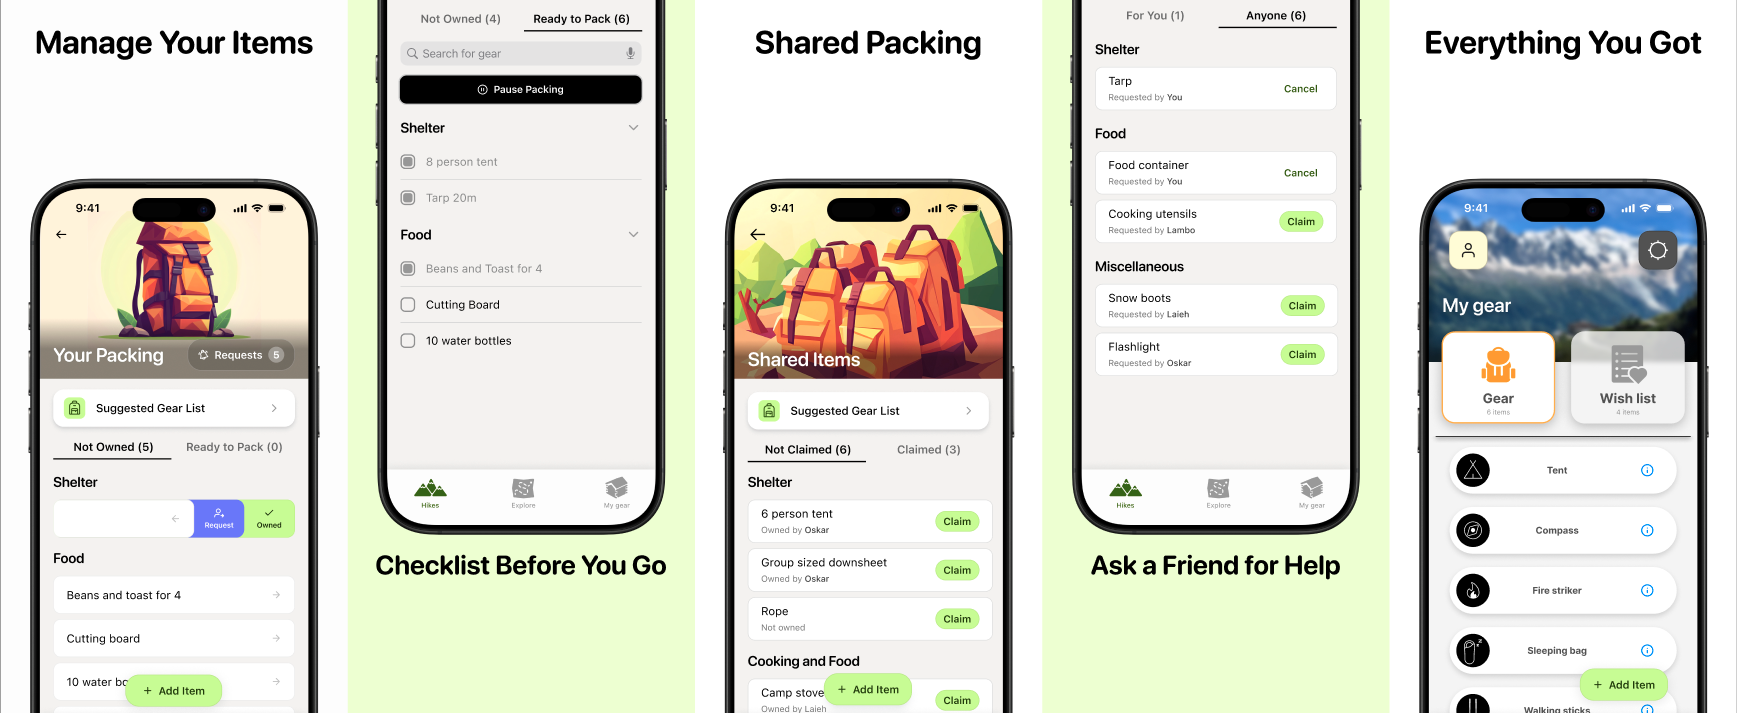 Manage Your Items
9:41
Your Packing
Requests 5
Suggested Gear List
Not Owned (5)
Ready to Pack (0)
Shelter
Request
Owned
Food
Beans and toast for 4
Cutting board
10 water bo
+ Add Item
Not Owned (4)
Ready to Pack (6)
Search for gear
Pause Packing
Shelter
8 person tent
Tarp 20m
Food
Beans and Toast for 4
Cutting Board
10 water bottles
Hikes
Explore
My gear
Checklist Before You Go
Shared Packing
9:41
Shared Items
Suggested Gear List
Not Claimed (6)
Claimed (3)
Shelter
6 person tent
Owned by Oskar
Claim
Group sized downsheet
Owned by Oskar
Claim
Rope
Not owned
Claim
Cooking and Food
Camp stove
Owned by Laieh
Claim
+ Add Item
For You (1)
Anyone (6)
Shelter
Tarp
Requested by You
Cancel
Food
Food container
Requested by You
Cancel
Cooking utensils
Requested by Lambo
Claim
Miscellaneous
Snow boots
Requested by Laieh
Claim
Flashlight
Requested by Oskar
Claim
Hikes
Explore
My gear
Ask a Friend for Help
Everything You Got
9:41
My gear
Gear
6 items
Wish list
4 items
Tent
Compass
Fire striker
Sleeping bag
+ Add Item
Walking sticks